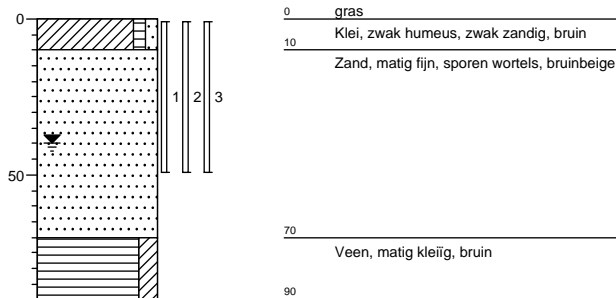 0
50
1
2
3
0
gras
Klei, zwak humeus, zwak zandig, bruin
10
Zand, matig fijn, sporen wortels, bruinbeige
70
Veen, matig kleiïg, bruin
90